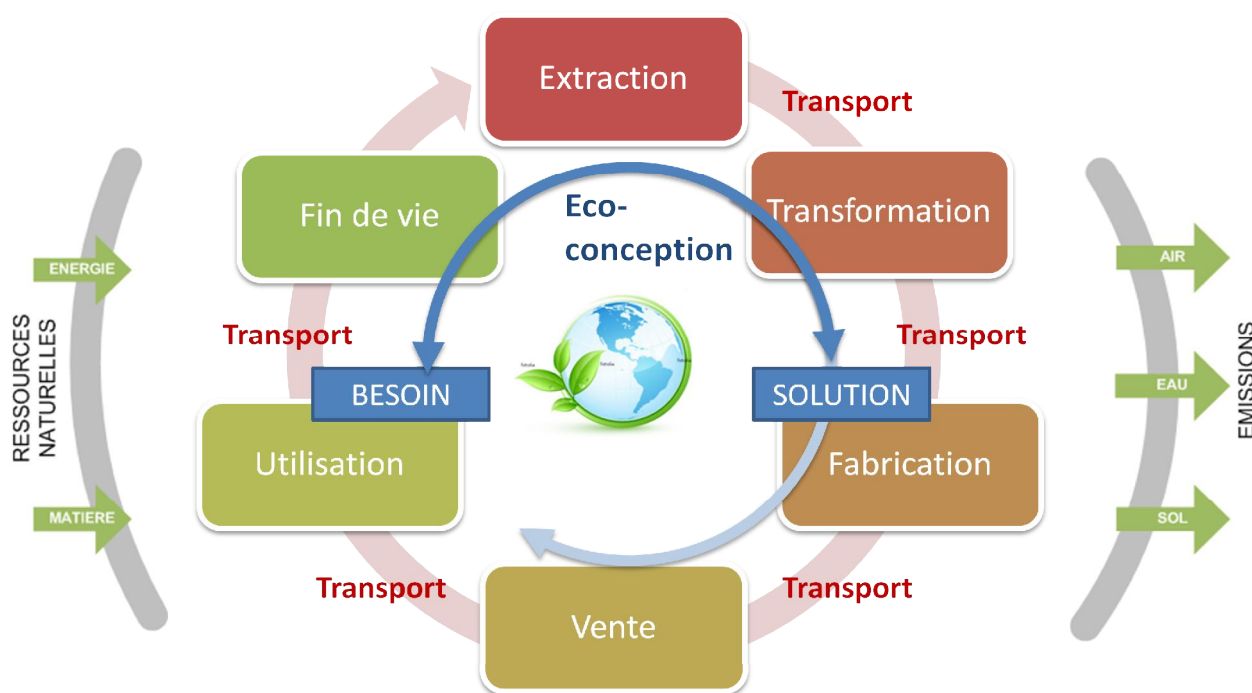 Extraction
Transport
Fin de vie
Transformation
Eco-
conception
ENERGIE
AIR
RESSOURCES
NATURELLES
Transport
Transport
BESOIN
SOLUTION
EAU
EMISSIONS
Utilisation
Fabrication
MATIERE
SOL
Transport
Transport
Vente